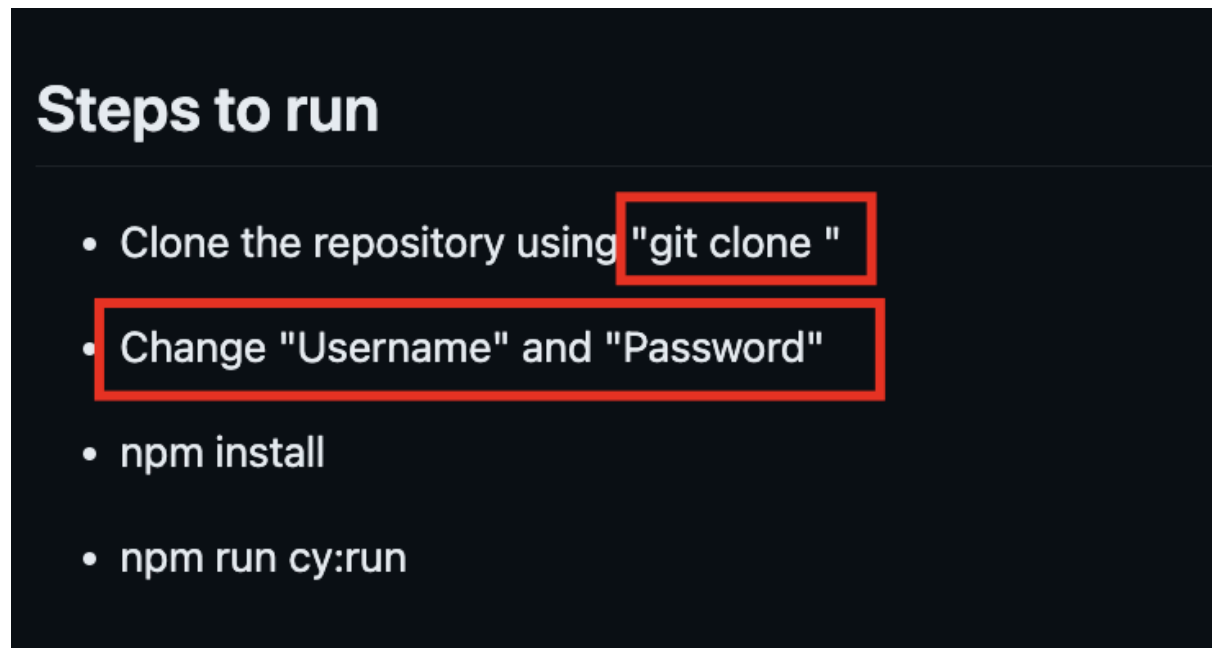 Steps to run
• Clone the repository using "git clone "
• Change "Username" and "Password"
• npm install
• npm run cy:run